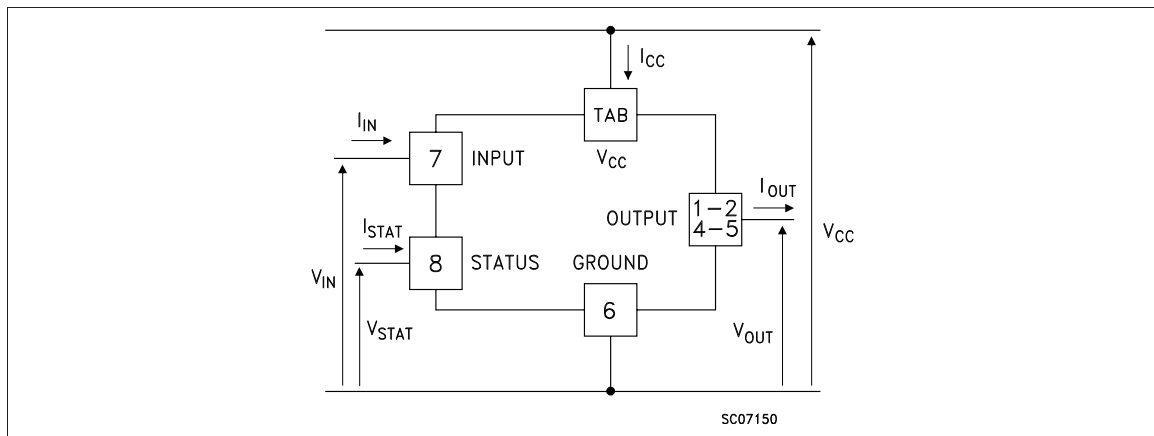 I_CC
TAB
V_CC
I_IN
7 INPUT
I_OUT
OUTPUT 1-2
4-5
V_CC
I_STAT
8 STATUS
GROUND
6
V_IN
V_STAT
V_OUT
SC07150